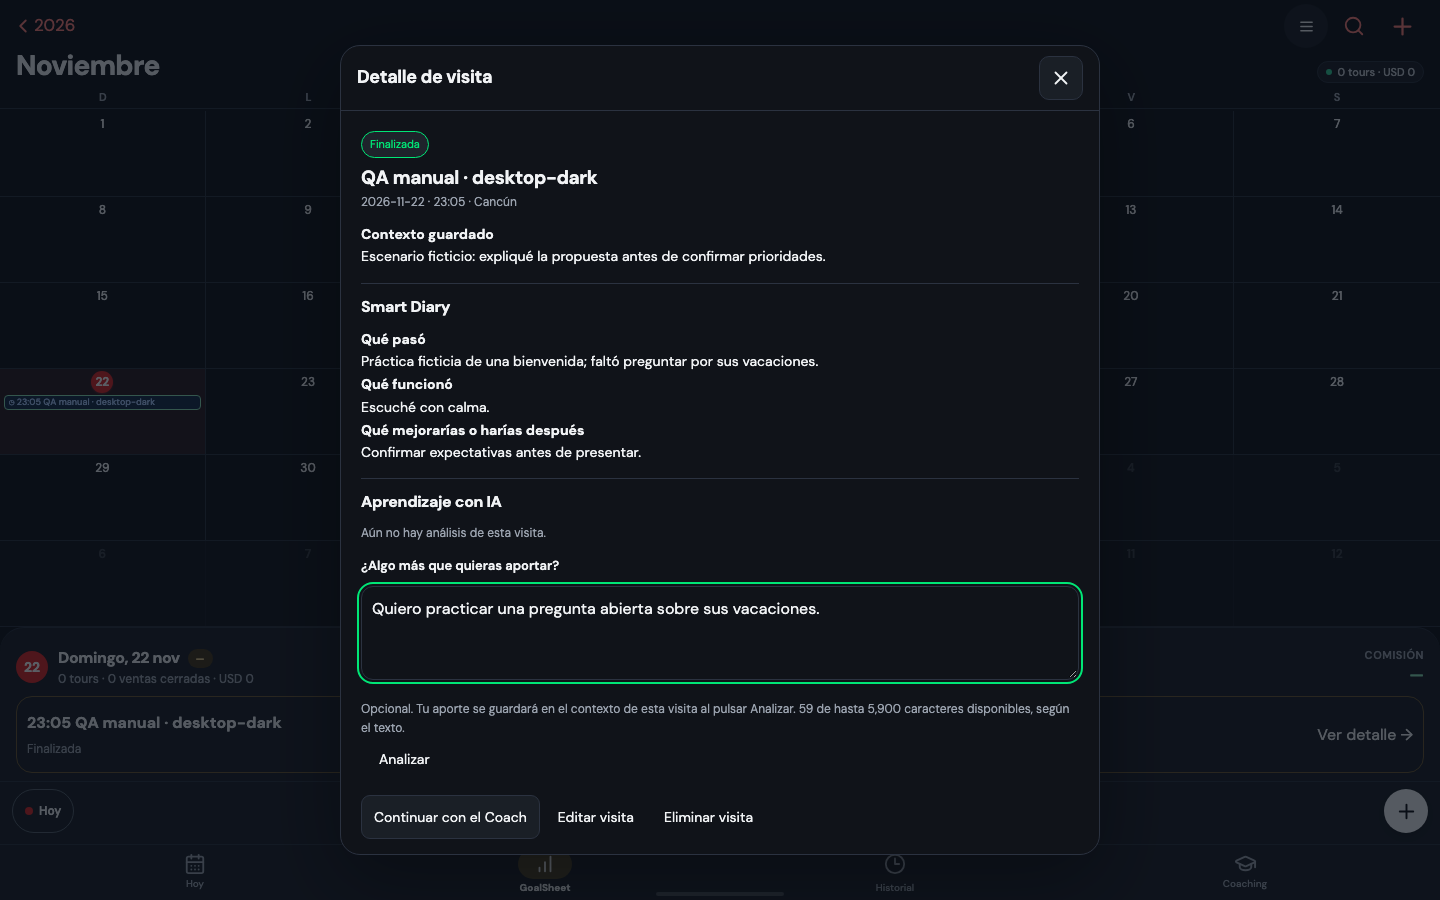 2026
Noviembre
0 tours · USD 0
D L V S
1 2 6 7
8 9 13 14
15 16 20 21
22 23 27 28
23:05 QA manual · desktop-dark
29 30 4 5
6 7 11 12
Detalle de visita
Finalizada
QA manual · desktop-dark
2026-11-22 · 23:05 · Cancún
Contexto guardado
Escenario ficticio: expliqué la propuesta antes de confirmar prioridades.
Smart Diary
Qué pasó
Práctica ficticia de una bienvenida; faltó preguntar por sus vacaciones.
Qué funcionó
Escuché con calma.
Qué mejorarías o harías después
Confirmar expectativas antes de presentar.
Aprendizaje con IA
Aún no hay análisis de esta visita.
¿Algo más que quieras aportar?
Quiero practicar una pregunta abierta sobre sus vacaciones.
Opcional. Tu aporte se guardará en el contexto de esta visita al pulsar Analizar. 59 de hasta 5,900 caracteres disponibles, según
el texto.
Analizar
Continuar con el Coach
Editar visita
Eliminar visita
22
Domingo, 22 nov
–
0 tours · 0 ventas cerradas · USD 0
COMISIÓN
–
23:05 QA manual · desktop-dark
Finalizada
Ver detalle →
Hoy
Hoy
GoalSheet
Historial
Coaching